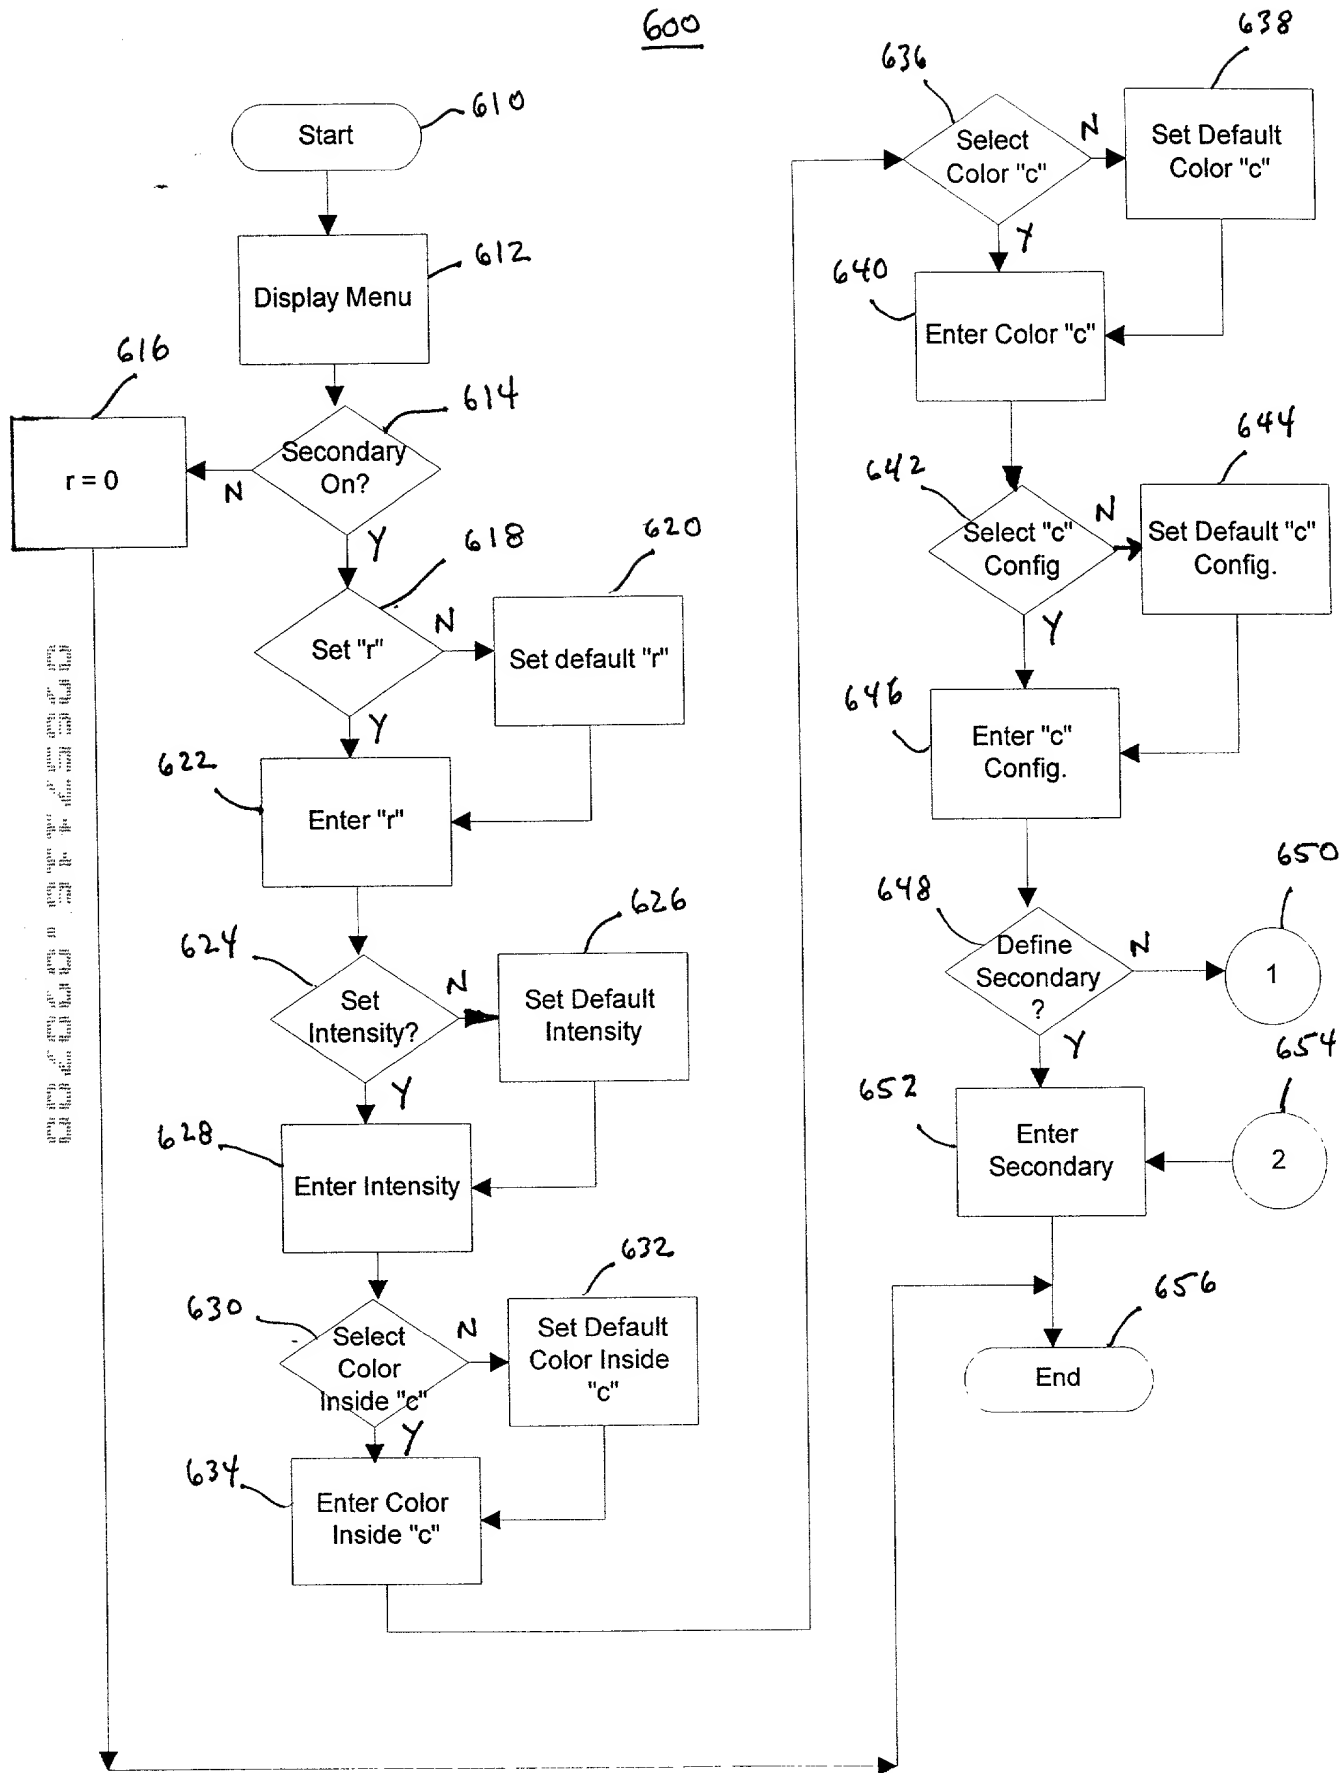 600
610
Start
612
Display Menu
616
614
r = 0
N
Secondary
On?
Y
618
620
Set "r"
N
Set default "r"
Y
622
Enter "r"
624
626
Set
Intensity?
N
Set Default
Intensity
Y
628
Enter Intensity
630
632
Select
Color
Inside "c"
N
Set Default
Color Inside
"c"
Y
634
Enter Color
Inside "c"
636
638
Select
Color "c"
N
Set Default
Color "c"
Y
640
Enter Color "c"
642
644
Select "c"
Config
N
Set Default "c"
Config.
Y
646
Enter "c"
Config.
648
650
Define
Secondary
?
N
1
Y
652
654
Enter
Secondary
2
656
End